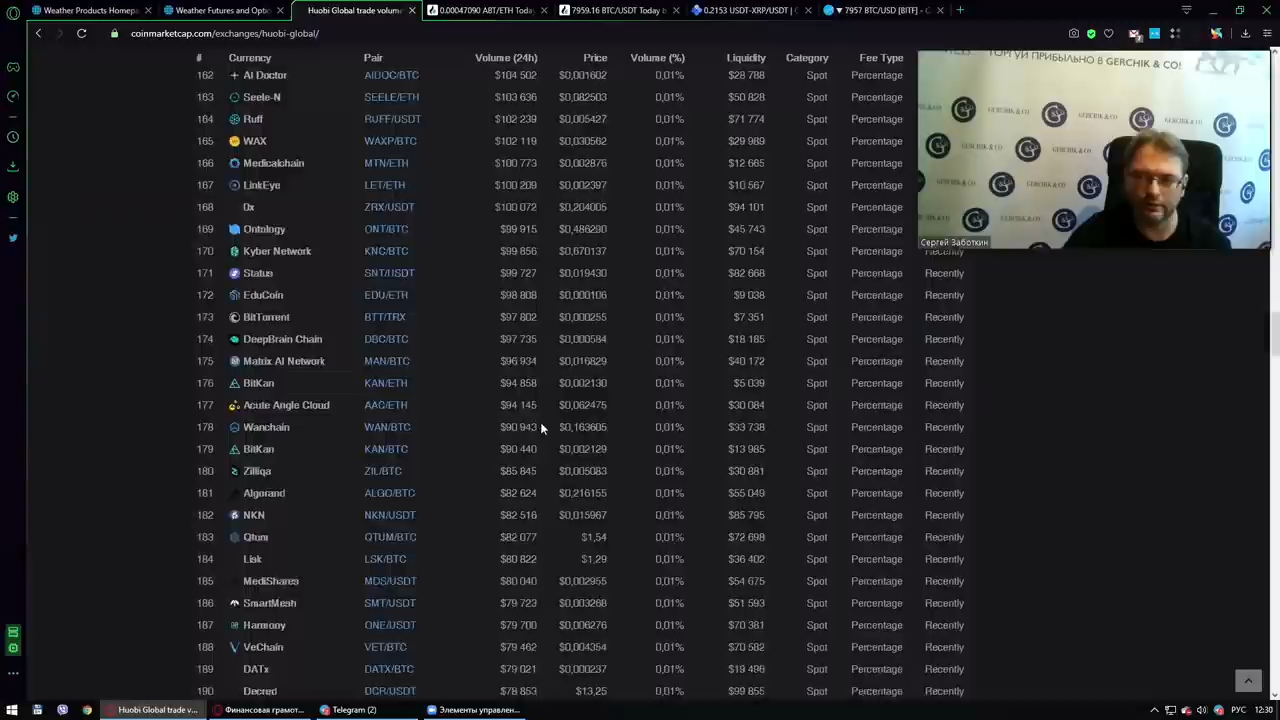 Weather Products Homepa
Weather Futures and Opti
Huobi Global trade volum
0.00047090 ABT/ETH Today
7959.16 BTC/USDT Today b
0.2153 USDT-XRP/USDT | C
▼ 7957 BTC/USD [BITF] - C
coinmarketcap.com/exchanges/huobi-global/
# Currency Pair Volume (24h) Price Volume (%) Liquidity Category Fee Type
162 AI Doctor AIDOC/BTC $104 502 $0,001602 0,01% $28 788 Spot Percentage
163 Seele-N SEELE/ETH $103 636 $0,082503 0,01% $50 828 Spot Percentage
164 Ruff RUFF/USDT $102 239 $0,005427 0,01% $71 774 Spot Percentage
165 WAX WAXP/BTC $102 119 $0,030562 0,01% $29 989 Spot Percentage
166 Medicalchain MTN/ETH $100 773 $0,002876 0,01% $12 665 Spot Percentage
167 LinkEye LET/ETH $100 209 $0,002397 0,01% $10 567 Spot Percentage
168 0x ZRX/USDT $100 072 $0,204005 0,01% $94 101 Spot Percentage
169 Ontology ONT/BTC $99 915 $0,486290 0,01% $45 743 Spot Percentage
170 Kyber Network KNC/BTC $99 856 $0,670137 0,01% $70 154 Spot Percentage Recently
171 Status SNT/USDT $99 727 $0,019430 0,01% $82 668 Spot Percentage Recently
172 EduCoin EDU/ETH $98 808 $0,000106 0,01% $9 038 Spot Percentage Recently
173 BitTorrent BTT/TRX $97 802 $0,000255 0,01% $7 351 Spot Percentage Recently
174 DeepBrain Chain DBC/BTC $97 735 $0,000584 0,01% $18 185 Spot Percentage Recently
175 Matrix AI Network MAN/BTC $96 934 $0,016829 0,01% $40 172 Spot Percentage Recently
176 BitKan KAN/ETH $94 858 $0,002130 0,01% $5 039 Spot Percentage Recently
177 Acute Angle Cloud AAC/ETH $94 145 $0,062475 0,01% $30 084 Spot Percentage Recently
178 Wanchain WAN/BTC $90 943 $0,163605 0,01% $33 738 Spot Percentage Recently
179 BitKan KAN/BTC $90 440 $0,002129 0,01% $13 985 Spot Percentage Recently
180 Zilliqa ZIL/BTC $85 845 $0,005083 0,01% $30 881 Spot Percentage Recently
181 Algorand ALGO/BTC $82 624 $0,216155 0,01% $55 049 Spot Percentage Recently
182 NKN NKN/USDT $82 516 $0,015967 0,01% $85 795 Spot Percentage Recently
183 Qtum QTUM/BTC $82 077 $1,54 0,01% $72 698 Spot Percentage Recently
184 Lisk LSK/BTC $80 822 $1,29 0,01% $36 402 Spot Percentage Recently
185 MediShares MDS/USDT $80 040 $0,002955 0,01% $54 675 Spot Percentage Recently
186 SmartMesh SMT/USDT $79 723 $0,003268 0,01% $51 593 Spot Percentage Recently
187 Harmony ONE/USDT $79 700 $0,006276 0,01% $70 381 Spot Percentage Recently
188 VeChain VET/BTC $79 462 $0,004354 0,01% $70 582 Spot Percentage Recently
189 DATx DATX/BTC $79 021 $0,000237 0,01% $19 496 Spot Percentage Recently
190 Decred DCR/USDT $78 853 $13,25 0,01% $99 855 Spot Percentage Recently
ТОРГУЙ ПРИБЫЛЬНО В GERCHIK & CO!
GERCHIK & CO
GERCHIK & CO
GERCHIK & CO
GERCHIK & CO
GERCHIK & CO
GERCHIK & CO
Сергей Заботкин
Huobi Global trade v...
Финансовая грамот...
Telegram (2)
Элементы управлен...
РУС 12:30